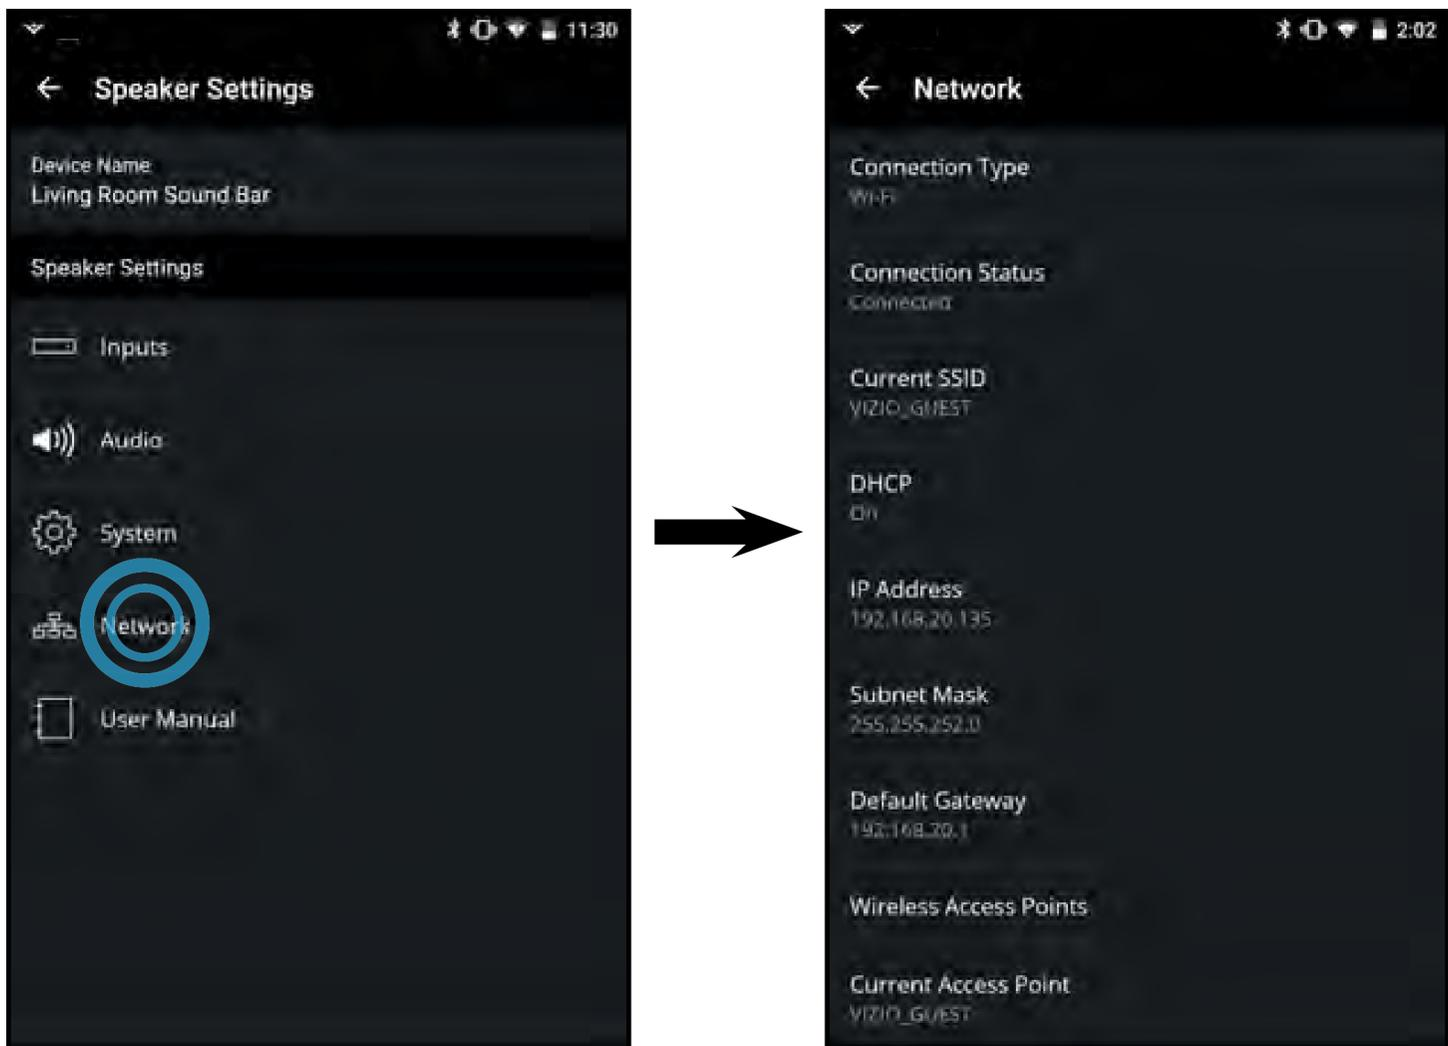 11:30
Speaker Settings
Device Name
Living Room Sound Bar
Speaker Settings
Inputs
Audio
System
Network
User Manual
2:02
Network
Connection Type
Wi-Fi
Connection Status
Connected
Current SSID
VIZIO_GUEST
DHCP
On
IP Address
192.168.20.135
Subnet Mask
255.255.252.0
Default Gateway
192.168.20.1
Wireless Access Points
Current Access Point
VIZIO_GUEST